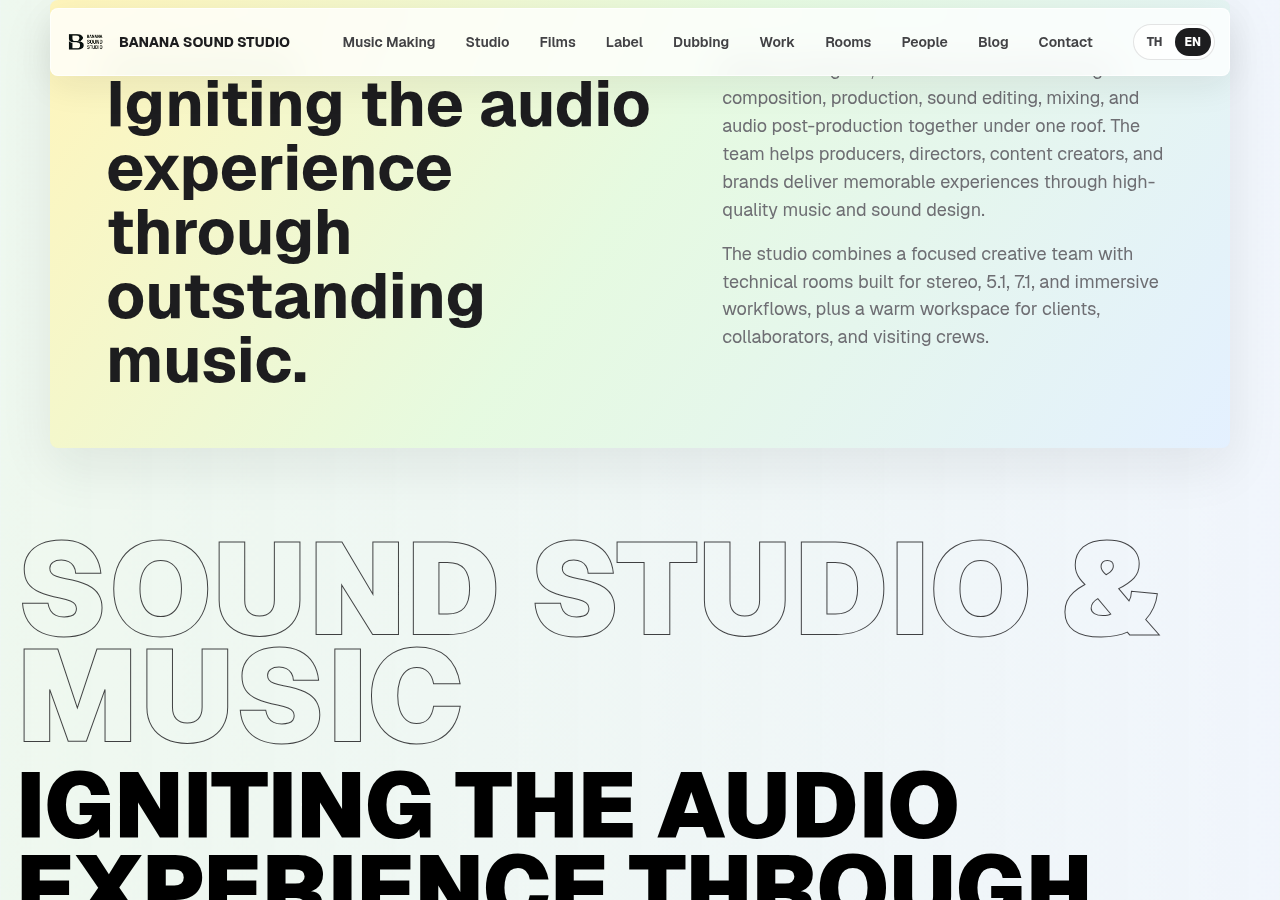 BANANA SOUND STUDIO
BANANA SOUND STUDIO
Music Making
Studio
Films
Label
Dubbing
Work
Rooms
People
Blog
Contact
TH
EN
Igniting the audio
experience
through
outstanding
music.
composition, production, sound editing, mixing, and
audio post-production together under one roof. The
team helps producers, directors, content creators, and
brands deliver memorable experiences through high-
quality music and sound design.
The studio combines a focused creative team with
technical rooms built for stereo, 5.1, 7.1, and immersive
workflows, plus a warm workspace for clients,
collaborators, and visiting crews.
SOUND STUDIO &
MUSIC
IGNITING THE AUDIO
EXPERIENCE THROUGH